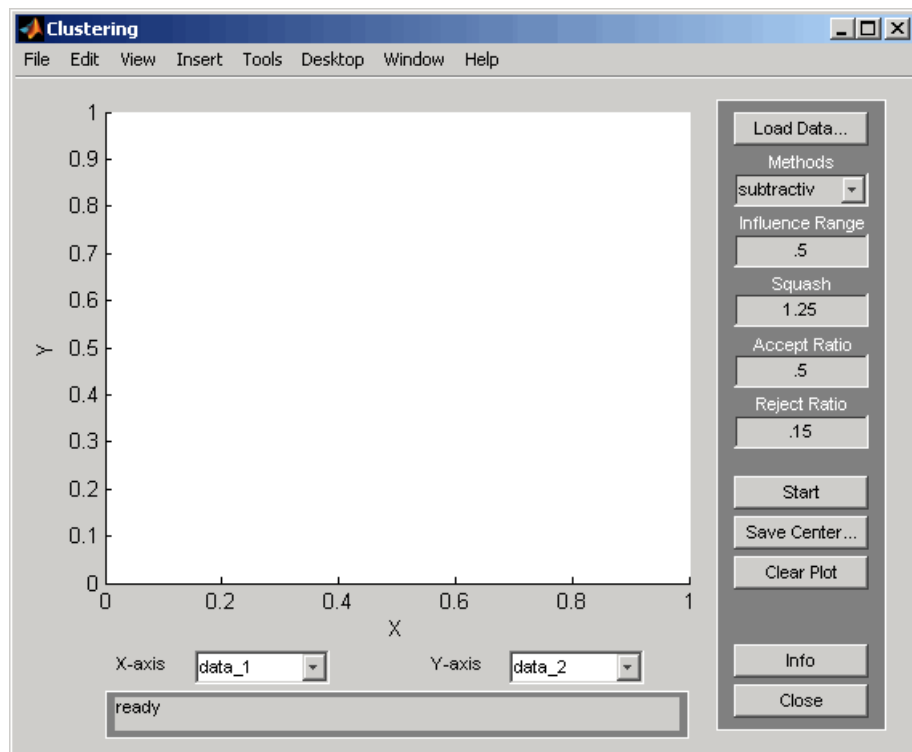 Clustering
File Edit View Insert Tools Desktop Window Help
1
0.9
0.8
0.7
0.6
0.5
0.4
0.3
0.2
0.1
0
Y
0 0.2 0.4 0.6 0.8 1
X
X-axis data_1 Y-axis data_2
ready
Load Data...
Methods
subtractiv
Influence Range
.5
Squash
1.25
Accept Ratio
.5
Reject Ratio
.15
Start
Save Center...
Clear Plot
Info
Close